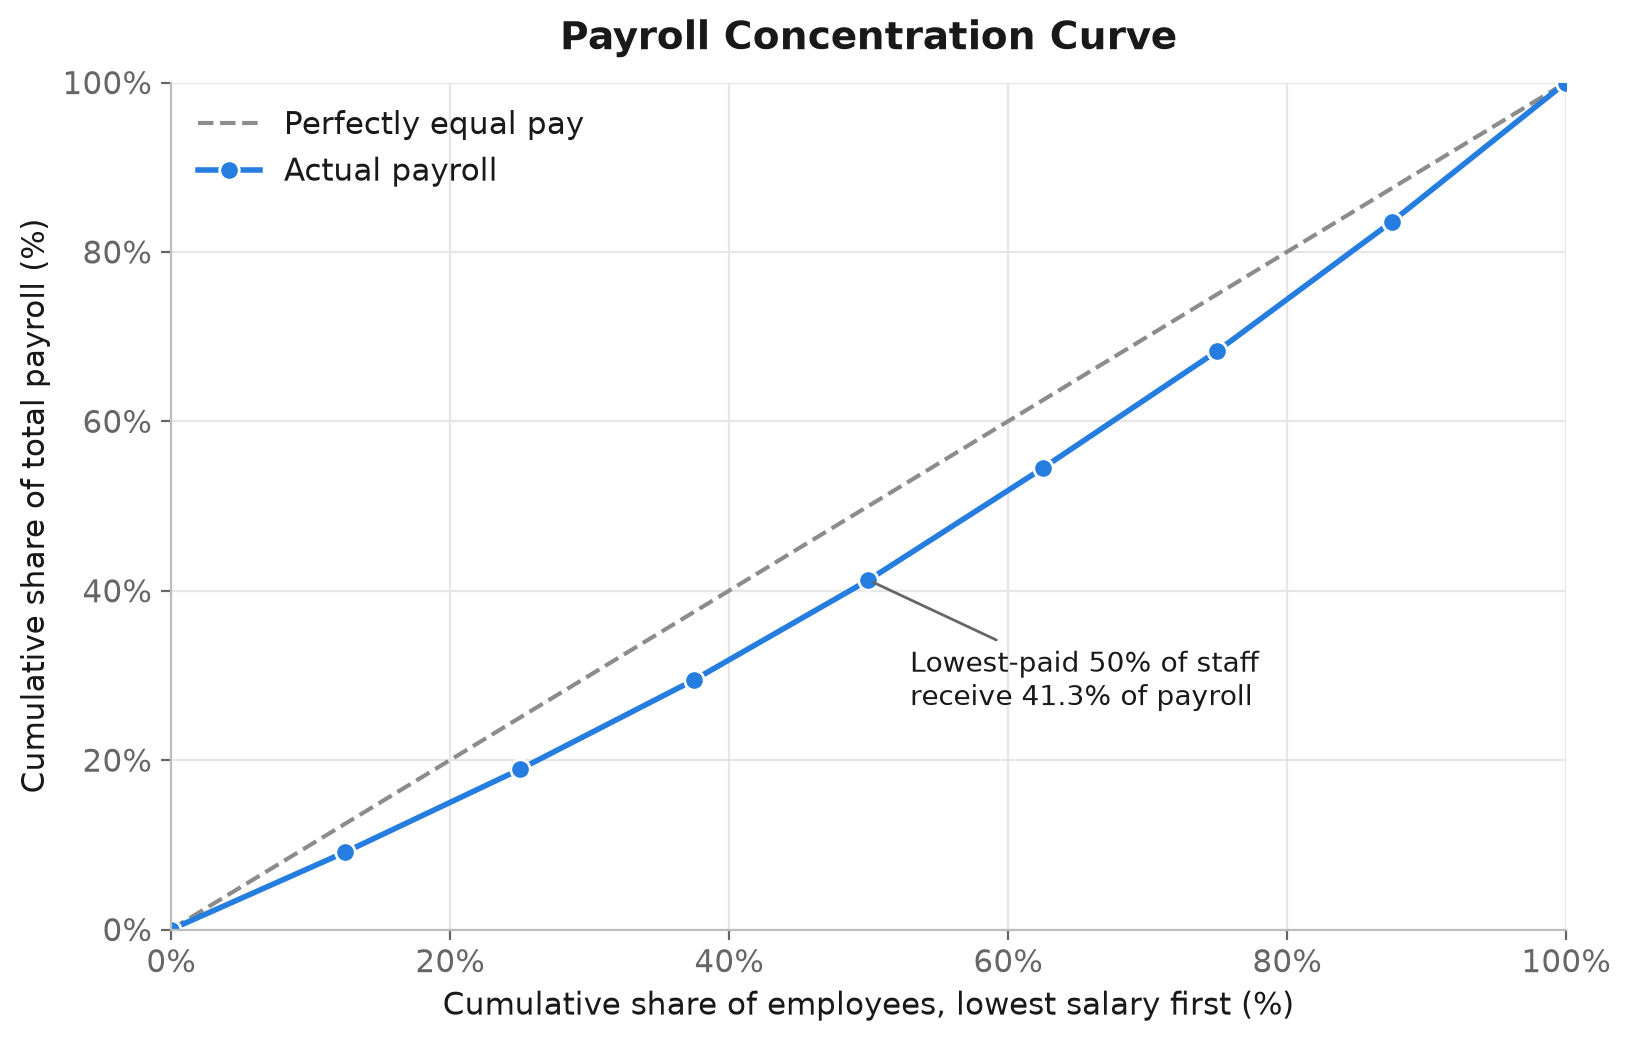 Payroll Concentration Curve
100%
80%
60%
40%
20%
0%
Cumulative share of total payroll (%)
Perfectly equal pay
Actual payroll
Lowest-paid 50% of staff
receive 41.3% of payroll
0%
20%
40%
60%
80%
100%
Cumulative share of employees, lowest salary first (%)